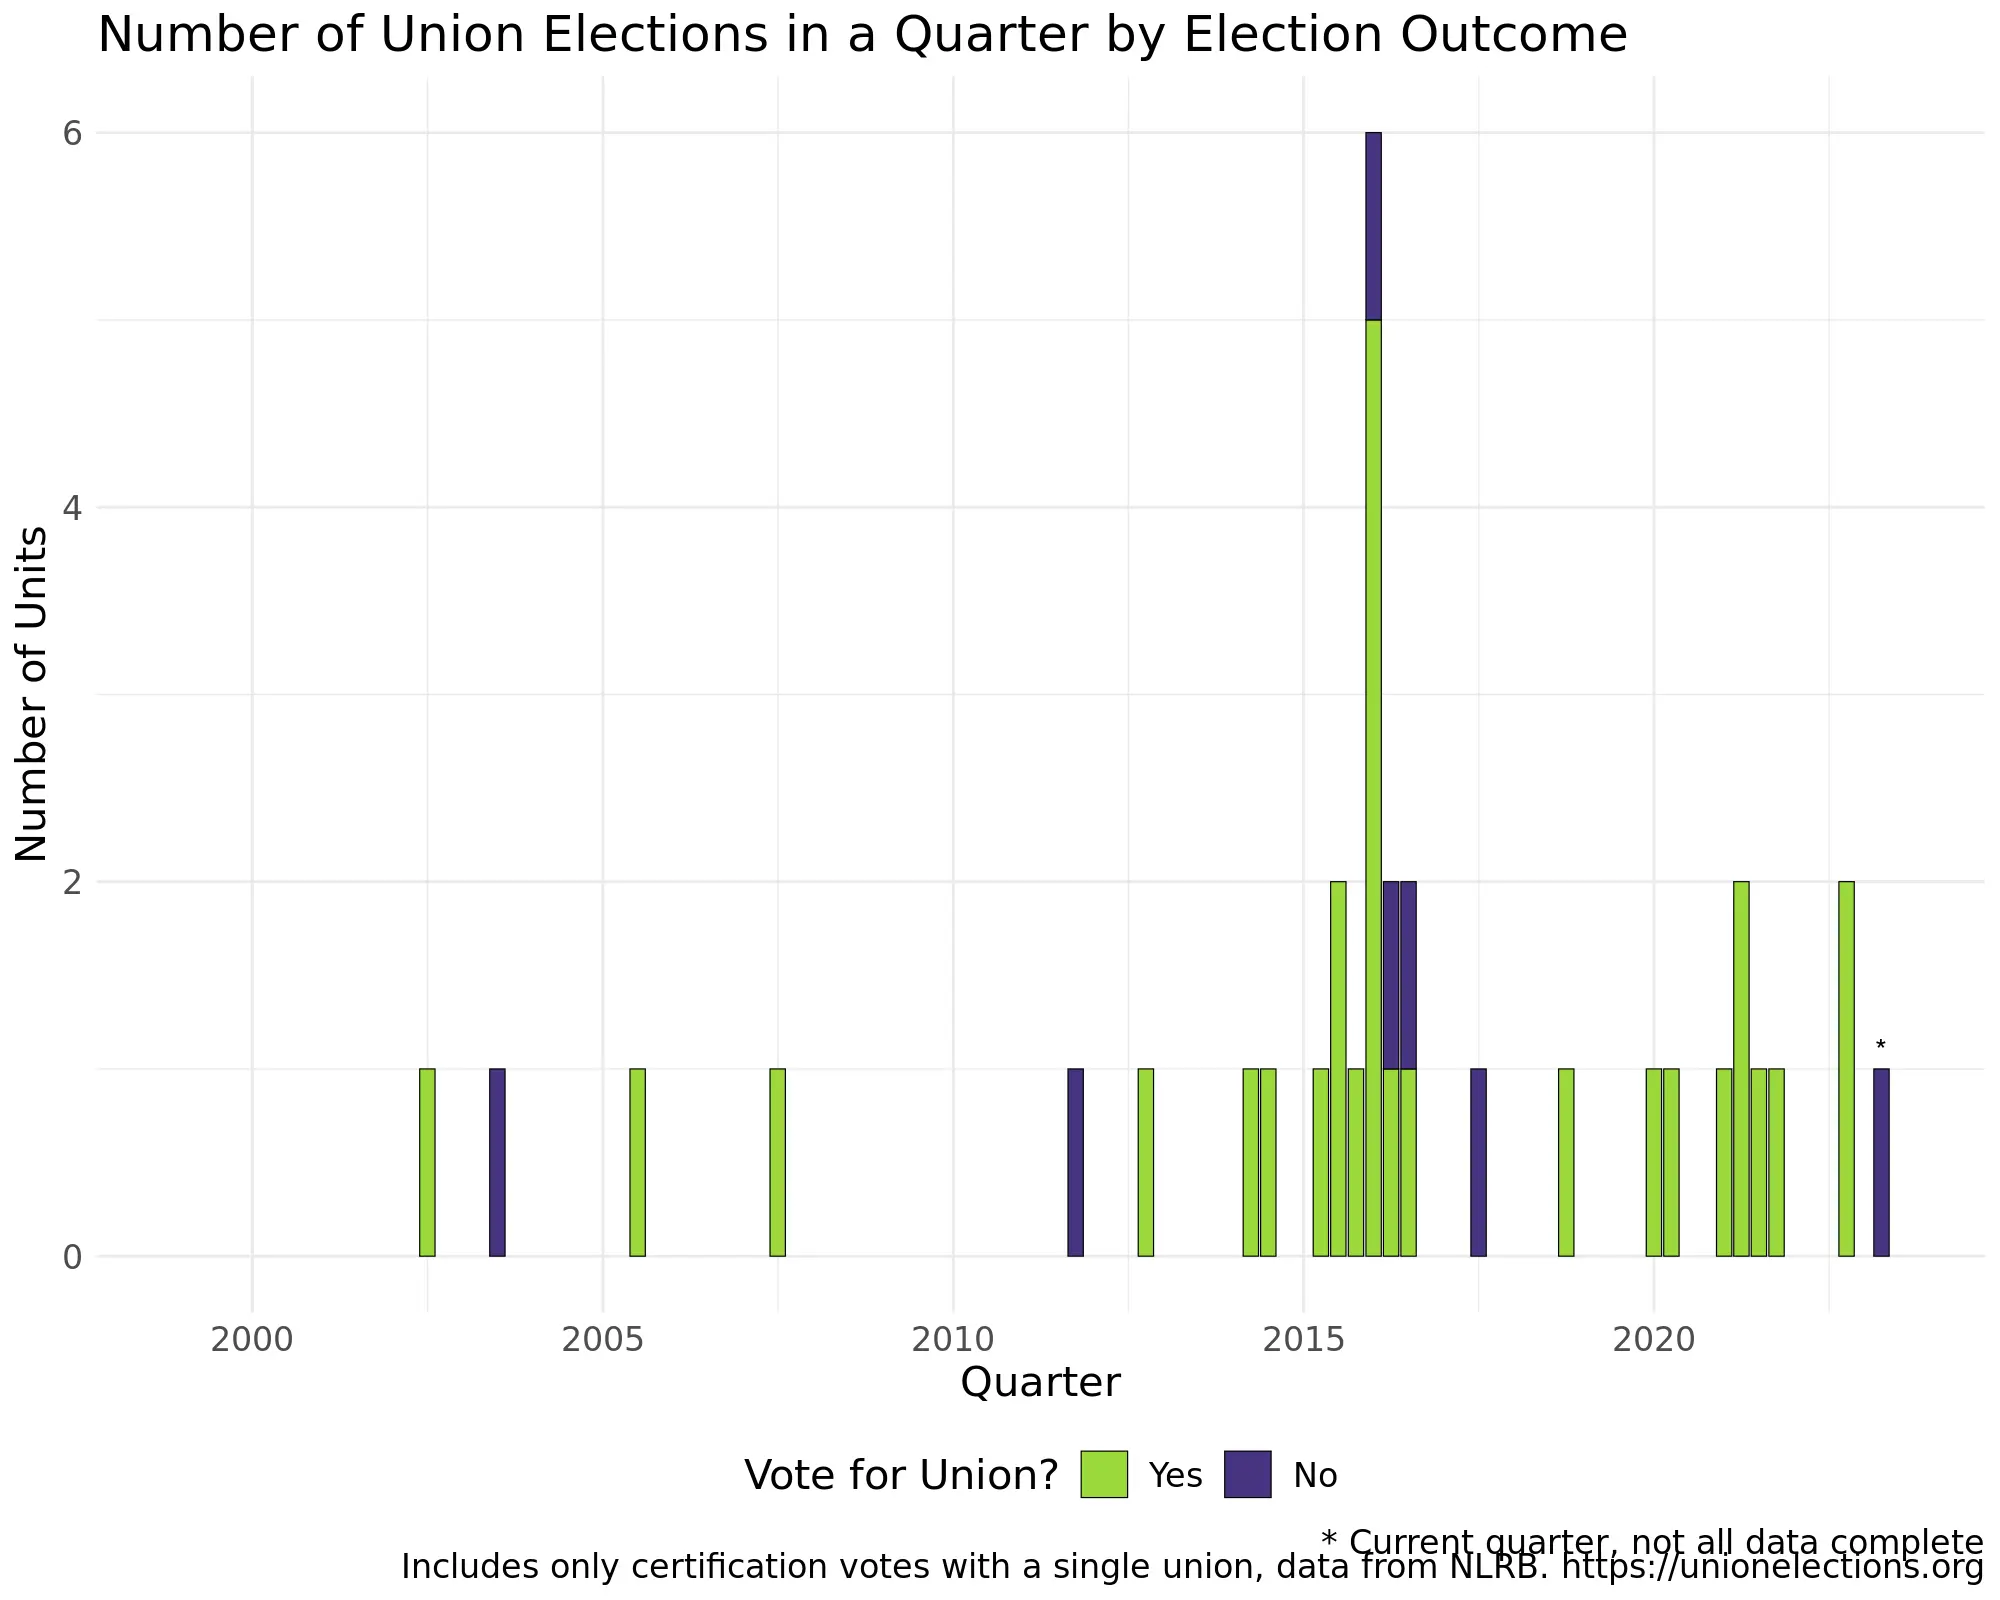 Number of Union Elections in a Quarter by Election Outcome
6
4
2
0
Number of Units
*
2000 2005 2010 2015 2020
Quarter
Vote for Union? Yes No
* Current quarter, not all data complete
Includes only certification votes with a single union, data from NLRB. https://unionelections.org